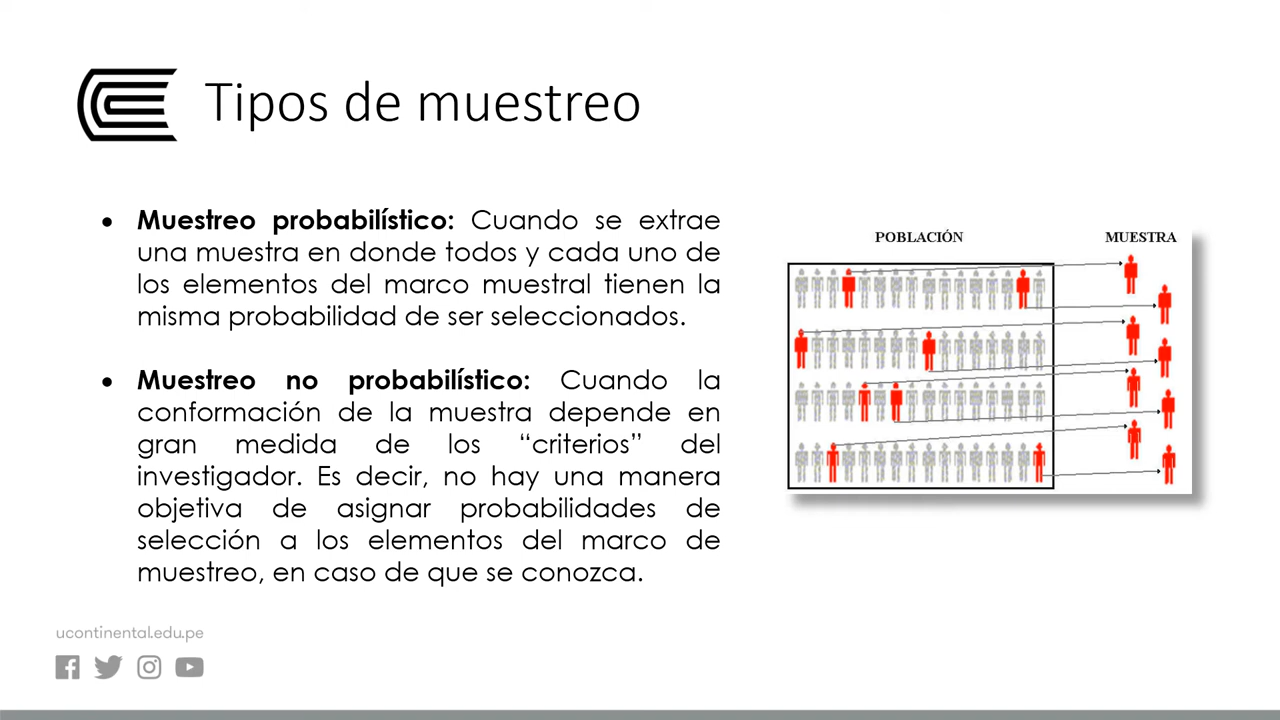 Tipos de muestreo
• Muestreo probabilístico: Cuando se extrae
una muestra en donde todos y cada uno de
los elementos del marco muestral tienen la
misma probabilidad de ser seleccionados.
• Muestreo no probabilístico: Cuando la
conformación de la muestra depende en
gran medida de los “criterios” del
investigador. Es decir, no hay una manera
objetiva de asignar probabilidades de
selección a los elementos del marco de
muestreo, en caso de que se conozca.
POBLACIÓN
MUESTRA
ucontinental.edu.pe